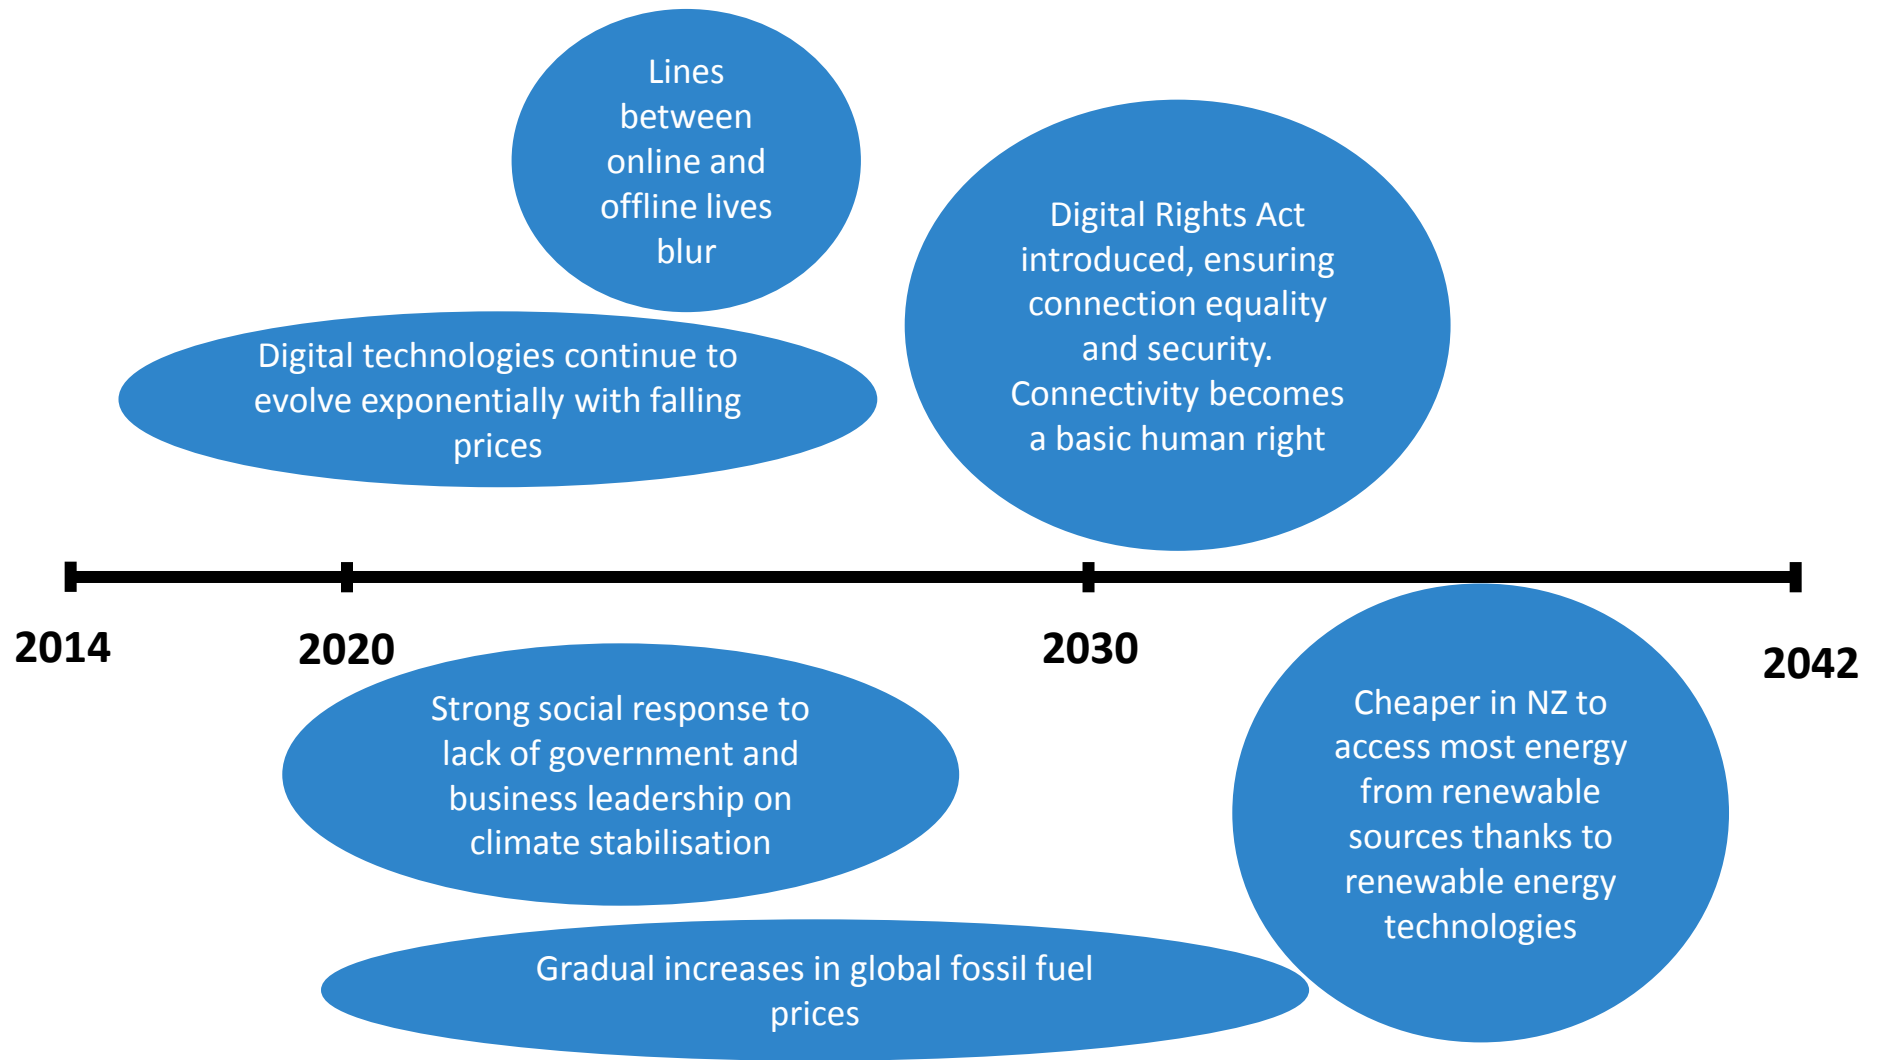 Lines
between
online and
offline lives
blur
Digital Rights Act
introduced, ensuring
connection equality
and security.
Connectivity becomes
a basic human right
Digital technologies continue to
evolve exponentially with falling
prices
2014
2020
2030
2042
Strong social response to
lack of government and
business leadership on
climate stabilisation
Cheaper in NZ to
access most energy
from renewable
sources thanks to
renewable energy
technologies
Gradual increases in global fossil fuel
prices